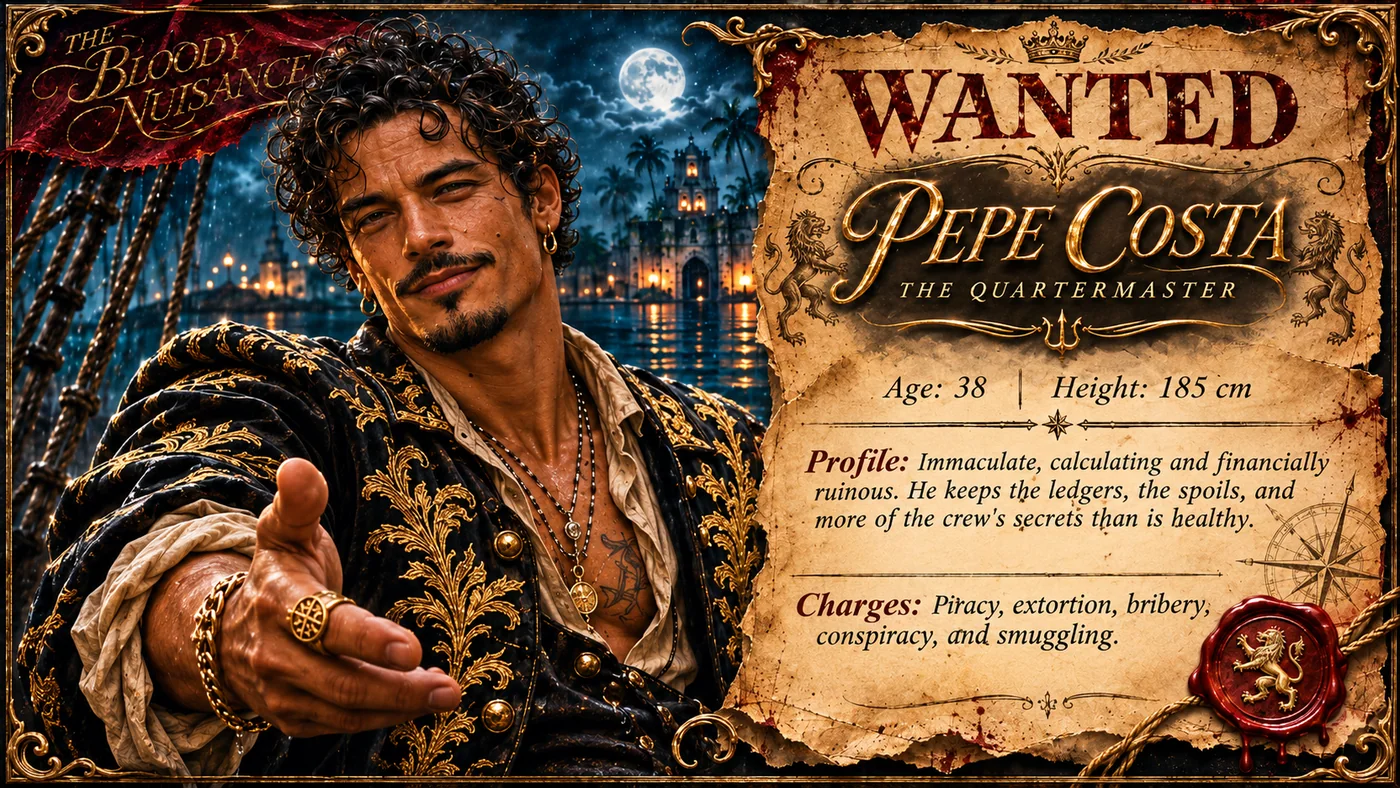 THE
BLOODY
NUISANCE
WANTED
PEPE COSTA
THE QUARTERMASTER
Age: 38 | Height: 185 cm
Profile: Immaculate, calculating and financially
ruinous. He keeps the ledgers, the spoils, and
more of the crew's secrets than is healthy.
Charges: Piracy, extortion, bribery,
conspiracy, and smuggling.